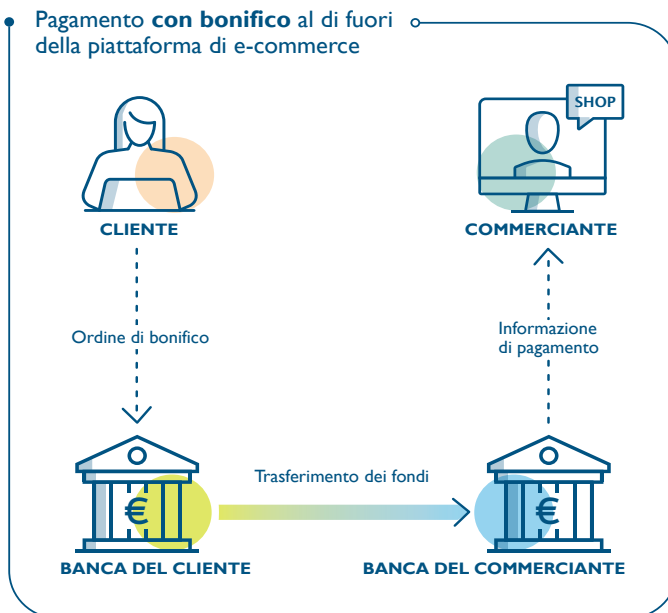 Pagamento con bonifico al di fuori
della piattaforma di e-commerce
SHOP
CLIENTE
COMMERCIANTE
Ordine di bonifico
Informazione
di pagamento
Trasferimento dei fondi
€
€
BANCA DEL CLIENTE
BANCA DEL COMMERCIANTE